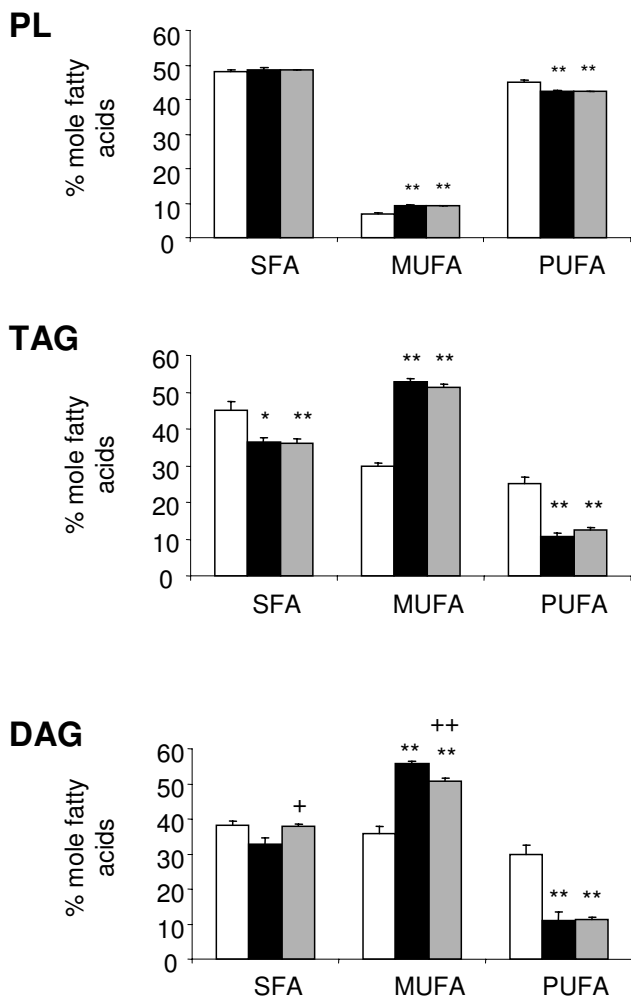 PL
% mole fatty
acids
60
50
40
30
20
10
0
** **
** **
SFA MUFA PUFA
TAG
% mole fatty
acids
60
50
40
30
20
10
0
* **
** **
** **
SFA MUFA PUFA
DAG
% mole fatty
acids
60
50
40
30
20
10
0
+
++
** **
** **
SFA MUFA PUFA